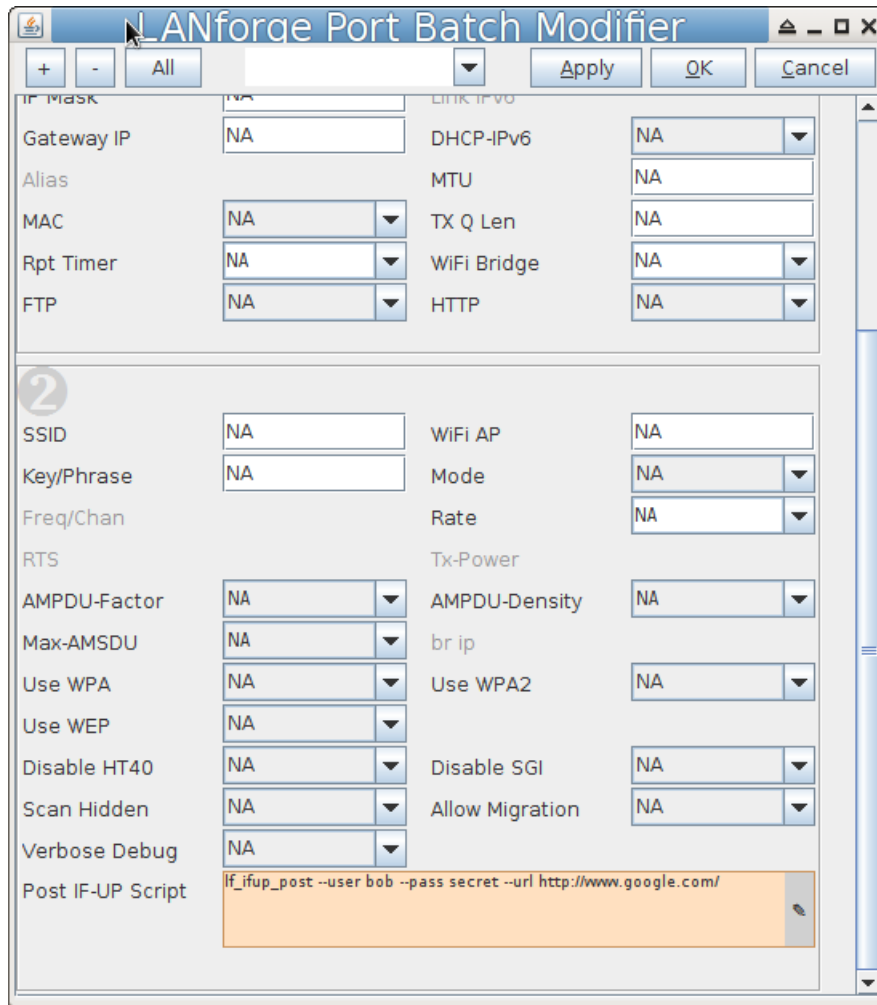 LANforge Port Batch Modifier
+ - All Apply OK Cancel
IP Mask NA Link IPv6
Gateway IP NA DHCP-IPv6 NA
Alias MTU NA
MAC NA TX Q Len NA
Rpt Timer NA WiFi Bridge NA
FTP NA HTTP NA
2
SSID NA WiFi AP NA
Key/Phrase NA Mode NA
Freq/Chan Rate NA
RTS Tx-Power
AMPDU-Factor NA AMPDU-Density NA
Max-AMSDU NA br ip
Use WPA NA Use WPA2 NA
Use WEP NA
Disable HT40 NA Disable SGI NA
Scan Hidden NA Allow Migration NA
Verbose Debug NA
Post IF-UP Script lf_ifup_post --user bob --pass secret --url http://www.google.com/